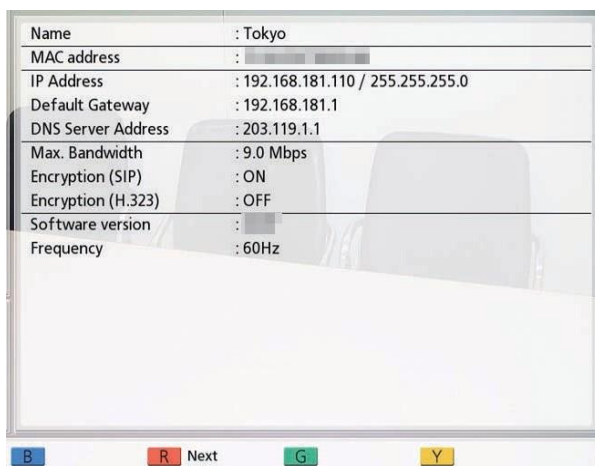 Name : Tokyo
MAC address :
IP Address : 192.168.181.110 / 255.255.255.0
Default Gateway : 192.168.181.1
DNS Server Address : 203.119.1.1
Max. Bandwidth : 9.0 Mbps
Encryption (SIP) : ON
Encryption (H.323) : OFF
Software version :
Frequency : 60Hz
B R Next G Y